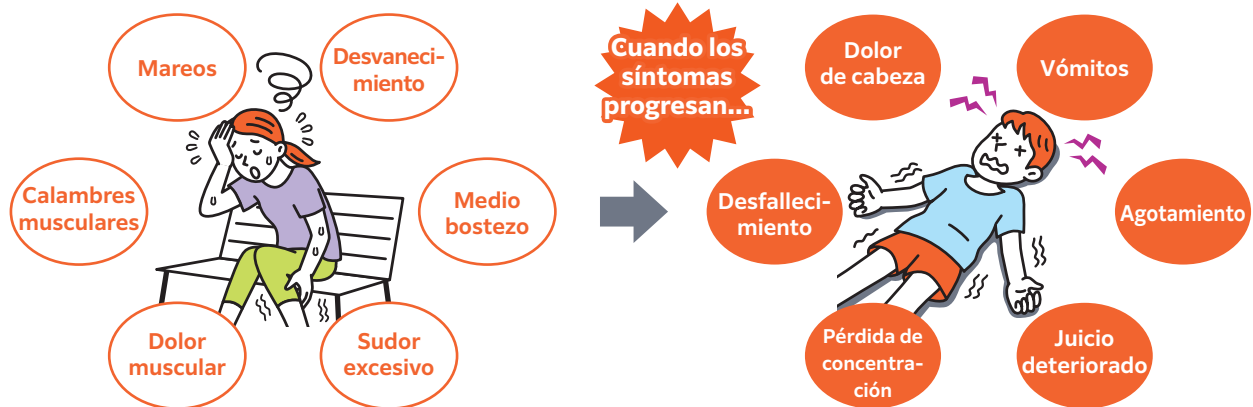 Mareos
Desvaneci-
miento
Calambres
musculares
Medio
bostezo
Dolor
muscular
Sudor
excesivo
Cuando los
síntomas
progresan...
Dolor
de cabeza
Vómitos
Desfalleci-
miento
Agotamiento
Pérdida de
concentra-
ción
Juicio
deteriorado